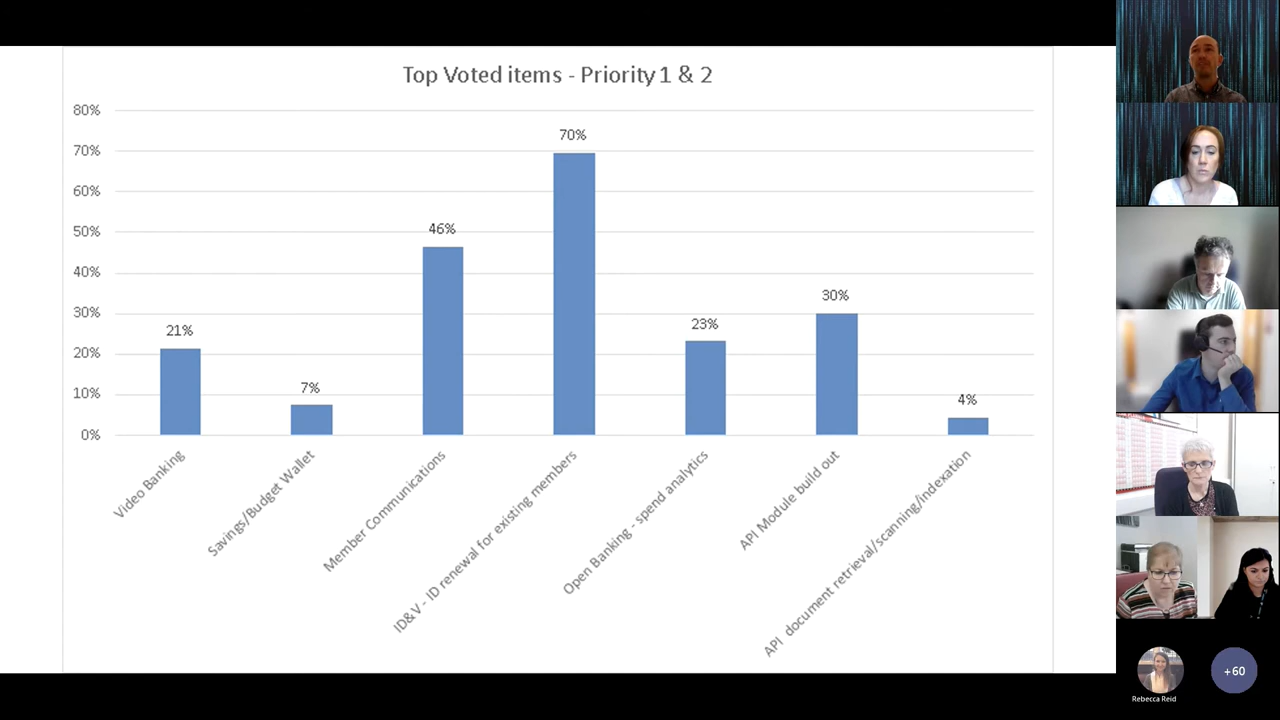 Top Voted items - Priority 1 & 2
80%
70%
60%
50%
40%
30%
20%
10%
0%
21%
7%
46%
70%
23%
30%
4%
Video Banking
Savings/Budget Wallet
Member Communications
ID&V - ID renewal for existing members
Open Banking - spend analytics
API Module build out
API document retrieval/scanning/indexation
Rebecca Reid
+60